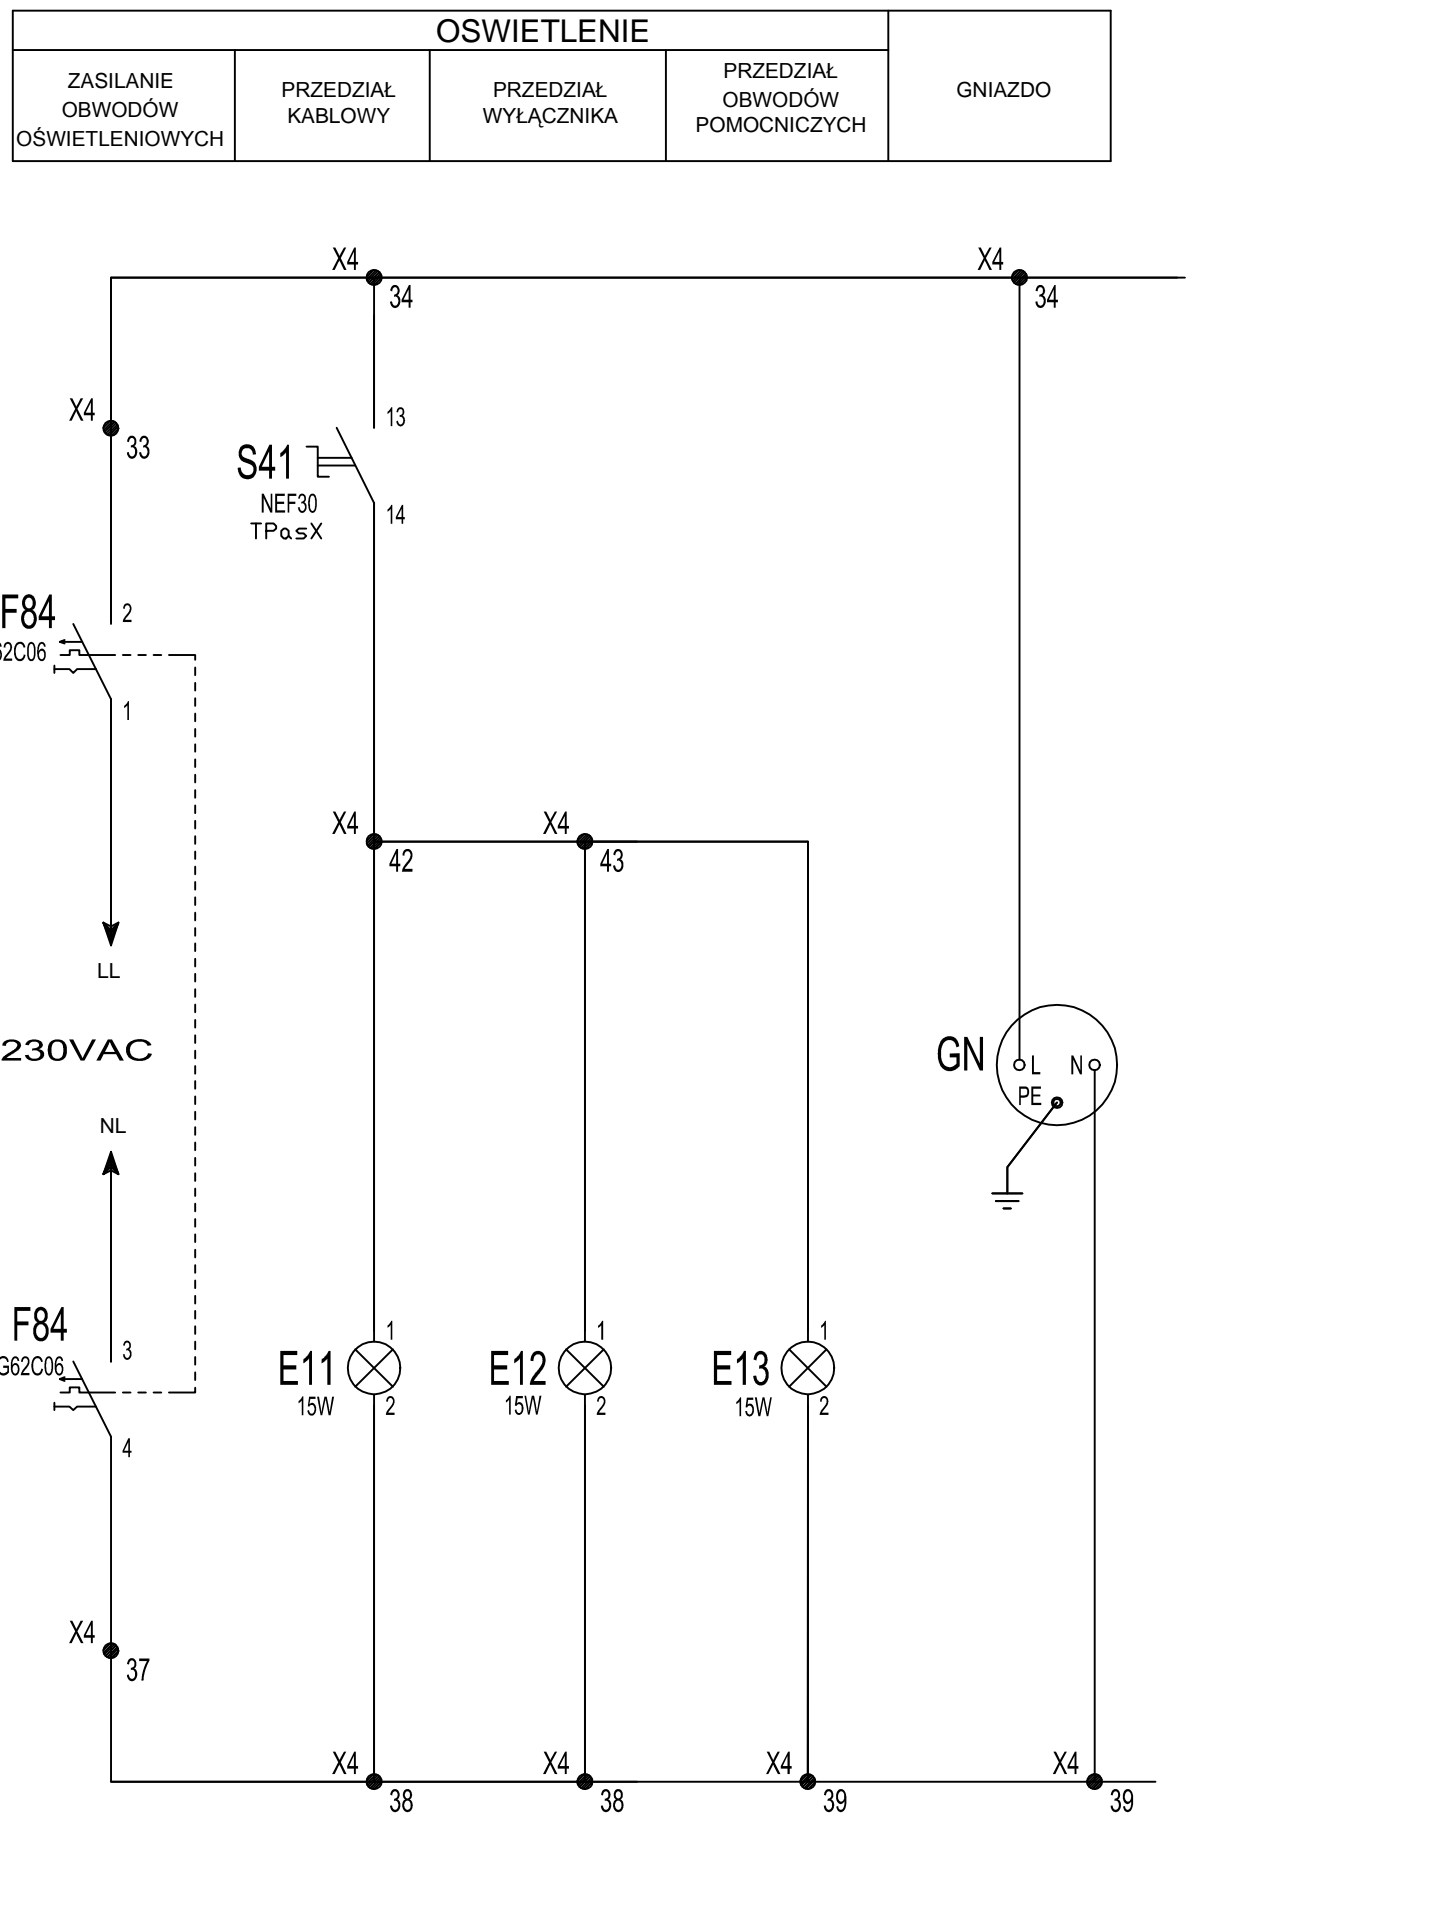 OSWIETLENIE
ZASILANIE
OBWODÓW
OŚWIETLENIOWYCH
PRZEDZIAŁ
KABLOWY
PRZEDZIAŁ
WYŁĄCZNIKA
PRZEDZIAŁ
OBWODÓW
POMOCNICZYCH
GNIAZDO
X4
34
X4
34
X4
33
13
S41
NEF30
TPasX
14
F84
62C06
2
1
X4
42
X4
43
LL
230VAC
NL
GN
L
N
PE
F84
G62C06
3
4
E11
15W
1
2
E12
15W
1
2
E13
15W
1
2
X4
37
X4
38
X4
38
X4
39
X4
39